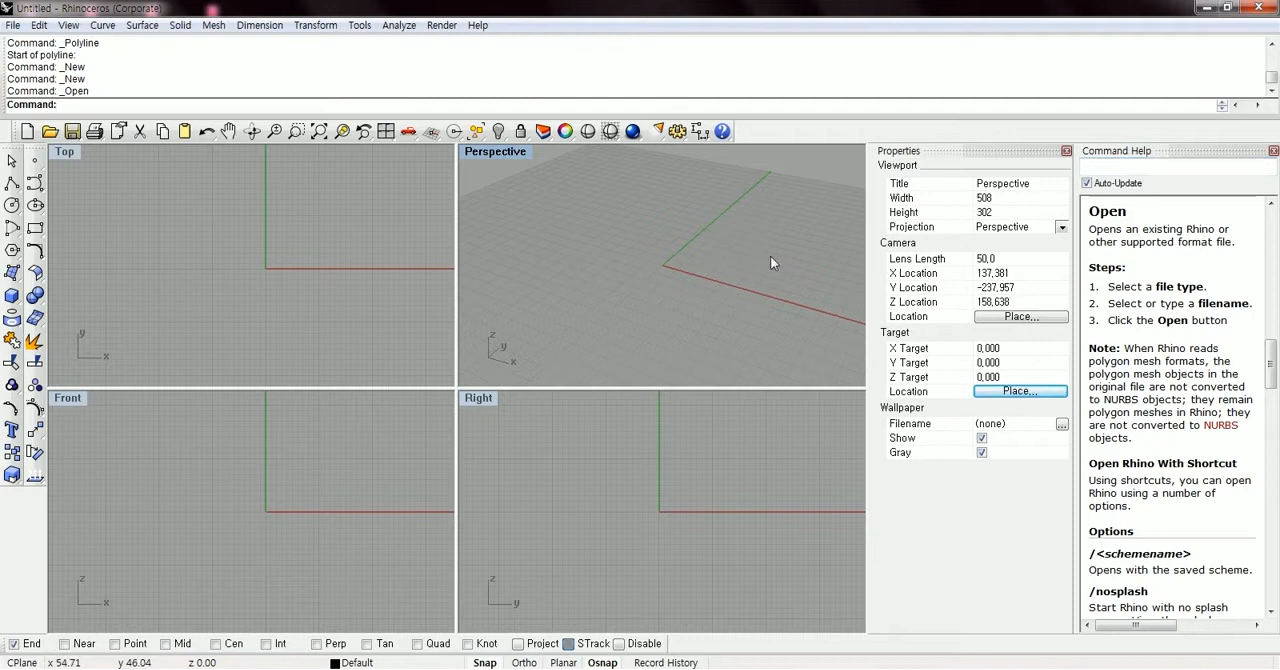 Untitled - Rhinoceros (Corporate)
File Edit View Curve Surface Solid Mesh Dimension Transform Tools Analyze Render Help
Command: _Polyline
Start of polyline:
Command: _New
Command: _New
Command: _Open
Command:
Top
Perspective
y
x
z
y
x
Front
Right
z
x
z
y
Properties
Viewport
Title Perspective
Width 508
Height 302
Projection Perspective
Camera
Lens Length 50,0
X Location 137,381
Y Location -237,957
Z Location 158,638
Location Place...
Target
X Target 0,000
Y Target 0,000
Z Target 0,000
Location Place...
Wallpaper
Filename (none) ...
Show
Gray
Command Help
Auto-Update
Open
Opens an existing Rhino or
other supported format file.
Steps:
1. Select a file type.
2. Select or type a filename.
3. Click the Open button
Note: When Rhino reads
polygon mesh formats, the
polygon mesh objects in the
original file are not converted
to NURBS objects; they remain
polygon meshes in Rhino; they
are not converted to NURBS
objects.
Open Rhino With Shortcut
Using shortcuts, you can open
Rhino using a number of
options.
Options
/<schemename>
Opens with the saved scheme.
/nosplash
Start Rhino with no splash
End Near Point Mid Cen Int Perp Tan Quad Knot Project STrack Disable
CPlane x 54.71 y 46.04 z 0.00 Default Snap Ortho Planar Osnap Record History